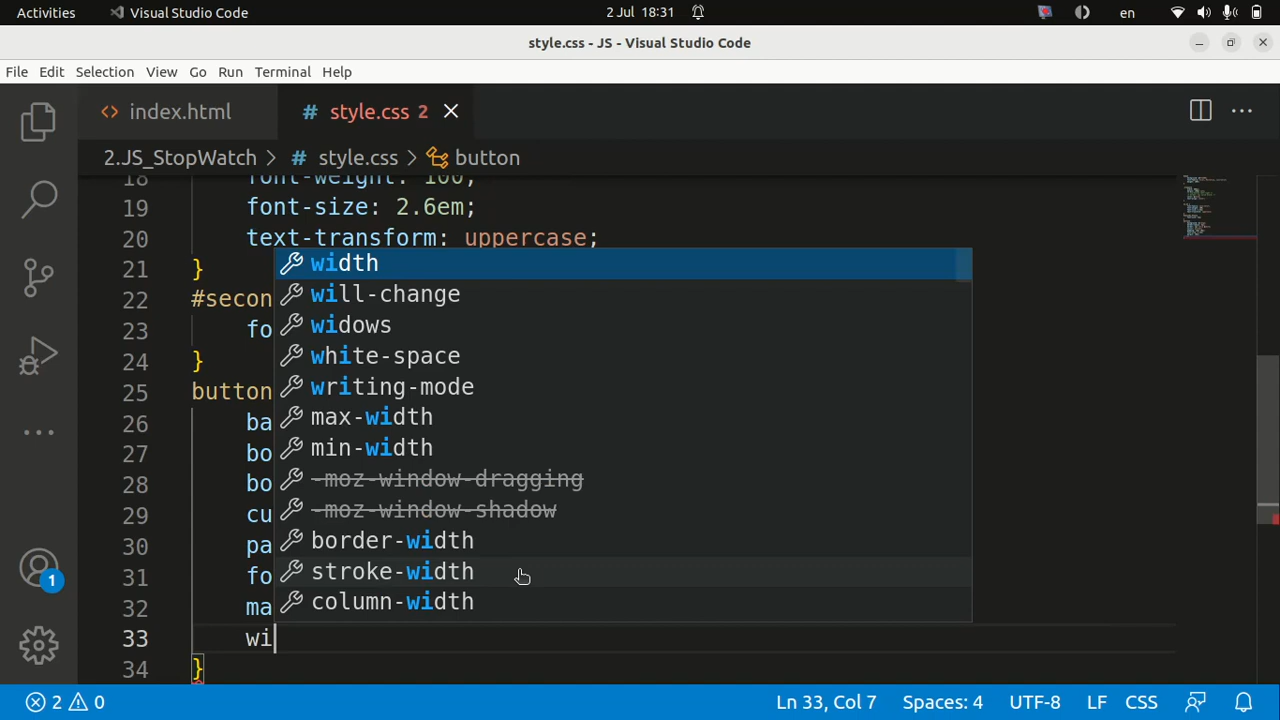 Activities Visual Studio Code 2 Jul 18:31 en
style.css - JS - Visual Studio Code
File Edit Selection View Go Run Terminal Help
index.html # style.css 2
2.JS_StopWatch > # style.css > button
18 font-weight: 100;
19 font-size: 2.6em;
20 text-transform: uppercase;
21 }
22 #secon
23 fo
24 }
25 button
26 ba
27 bo
28 bo
29 cu
30 pa
31 fo
32 ma
33 wi
34 }
width
will-change
widows
white-space
writing-mode
max-width
min-width
-moz-window-dragging
-moz-window-shadow
border-width
stroke-width
column-width
1
2 0 Ln 33, Col 7 Spaces: 4 UTF-8 LF CSS